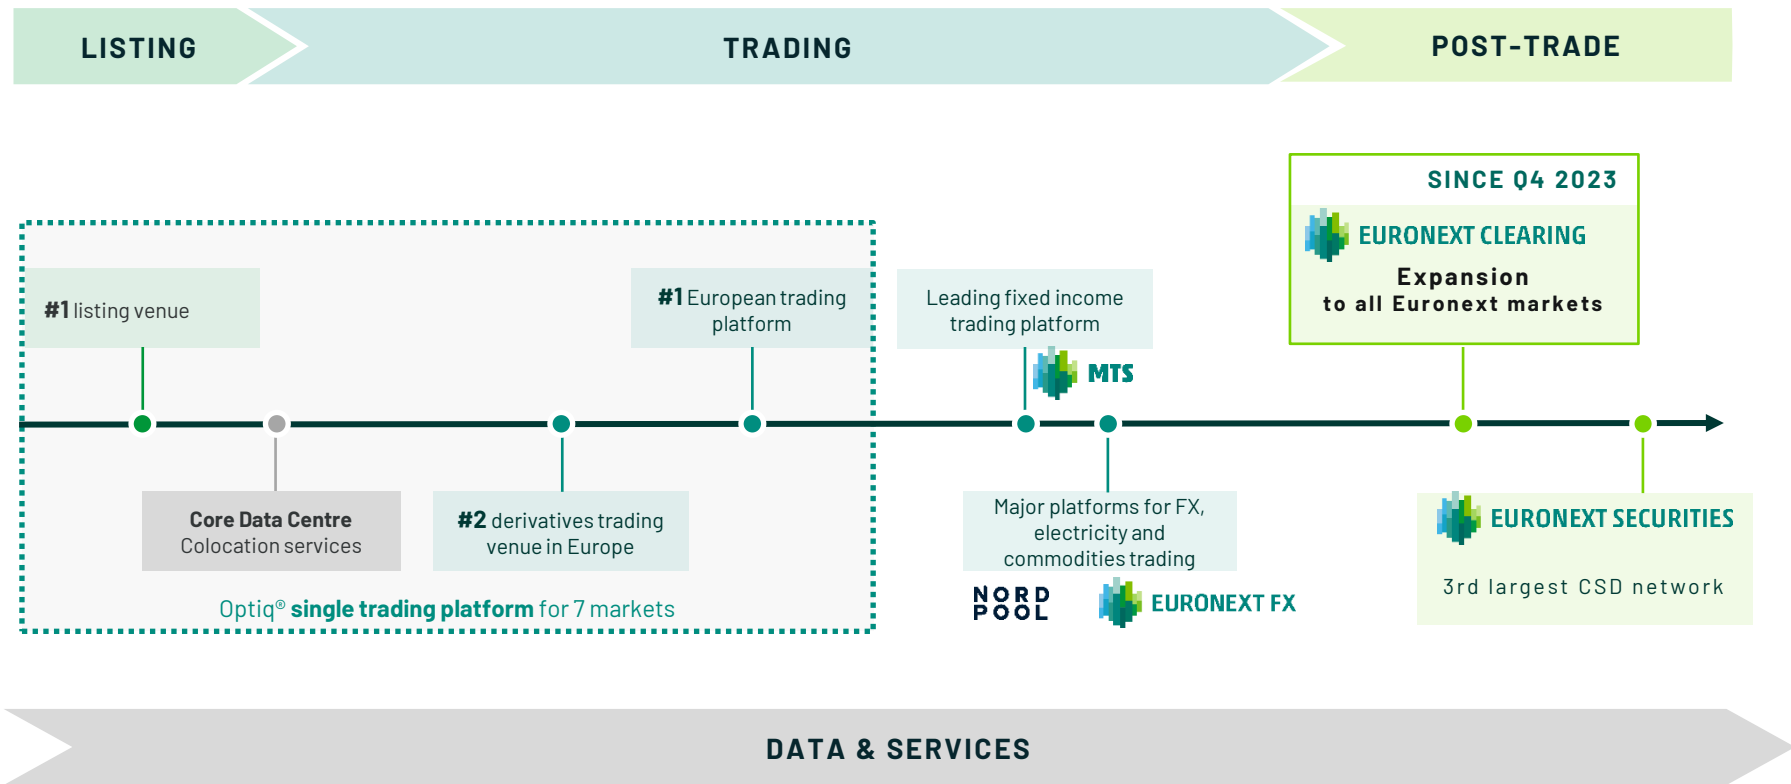 LISTING
TRADING
POST-TRADE
SINCE Q4 2023
EURONEXT CLEARING
Expansion
to all Euronext markets
#1 listing venue
#1 European trading
platform
Leading fixed income
trading platform
MTS
Core Data Centre
Colocation services
#2 derivatives trading
venue in Europe
Major platforms for FX,
electricity and
commodities trading
NORD
POOL
EURONEXT FX
EURONEXT SECURITIES
3rd largest CSD network
Optiq® single trading platform for 7 markets
DATA & SERVICES